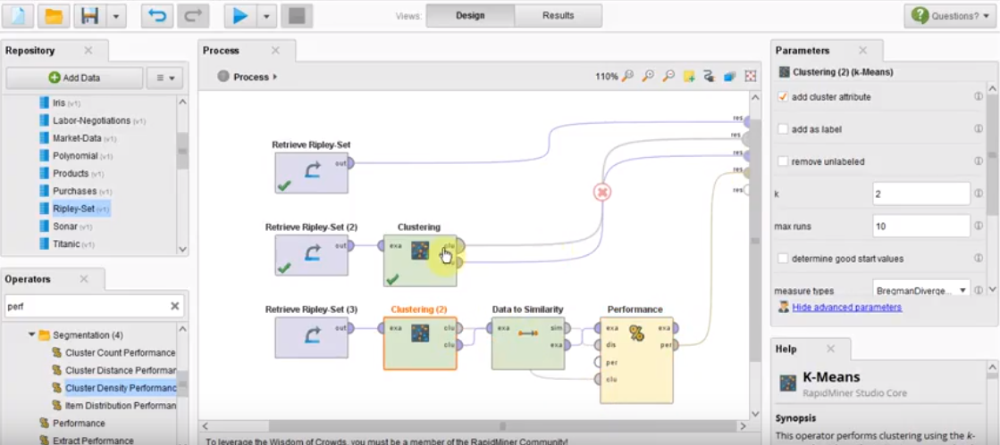 Views:
Design
Results
Questions?
Repository
Add Data
Iris (v1)
Labor-Negotiations (v1)
Market-Data (v1)
Polynomial (v1)
Products (v1)
Purchases (v1)
Ripley-Set (v1)
Sonar (v1)
Titanic (v1)
Operators
perf
Segmentation (4)
Cluster Count Performance
Cluster Distance Performan
Cluster Density Performanc
Item Distribution Performan
Performance
Extract Performance
Process
Process
110%
res
res
res
res
res
Retrieve Ripley-Set
out
Retrieve Ripley-Set (2)
out
Clustering
exa
clu
Retrieve Ripley-Set (3)
out
Clustering (2)
exa
clu
clu
Data to Similarity
exa
sim
exa
Performance
exa
exa
dis
per
per
clu
To leverage the Wisdom of Crowds, you must be a member of the RapidMiner Community!
Parameters
Clustering (2) (k-Means)
add cluster attribute
add as label
remove unlabeled
k
2
max runs
10
determine good start values
measure types
BregmanDiverge...
Hide advanced parameters
Help
K-Means
RapidMiner Studio Core
Synopsis
This operator performs clustering using the k-